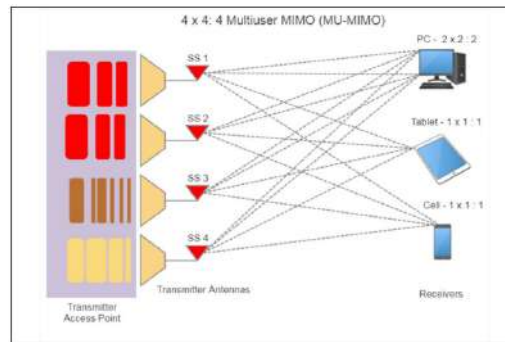 4 x 4: 4 Multiuser MIMO (MU-MIMO)
PC - 2 x 2 : 2
SS 1
SS 2
Tablet - 1 x 1 : 1
SS 3
Cell - 1 x 1 : 1
SS 4
Transmitter Antennas
Receivers
Transmitter
Access Point